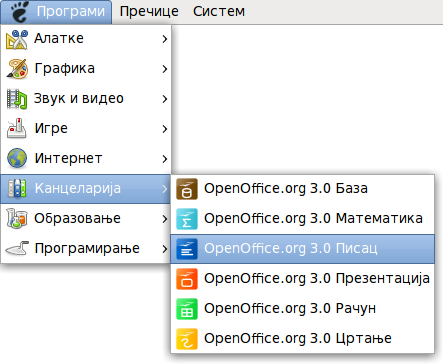 Програми Пречице Систем
Алатке
Графика
Звук и видео
Игре
Интернет
Канцеларија
Образовање
Програмирање
OpenOffice.org 3.0 База
OpenOffice.org 3.0 Математика
OpenOffice.org 3.0 Писац
OpenOffice.org 3.0 Презентација
OpenOffice.org 3.0 Рачун
OpenOffice.org 3.0 Цртање